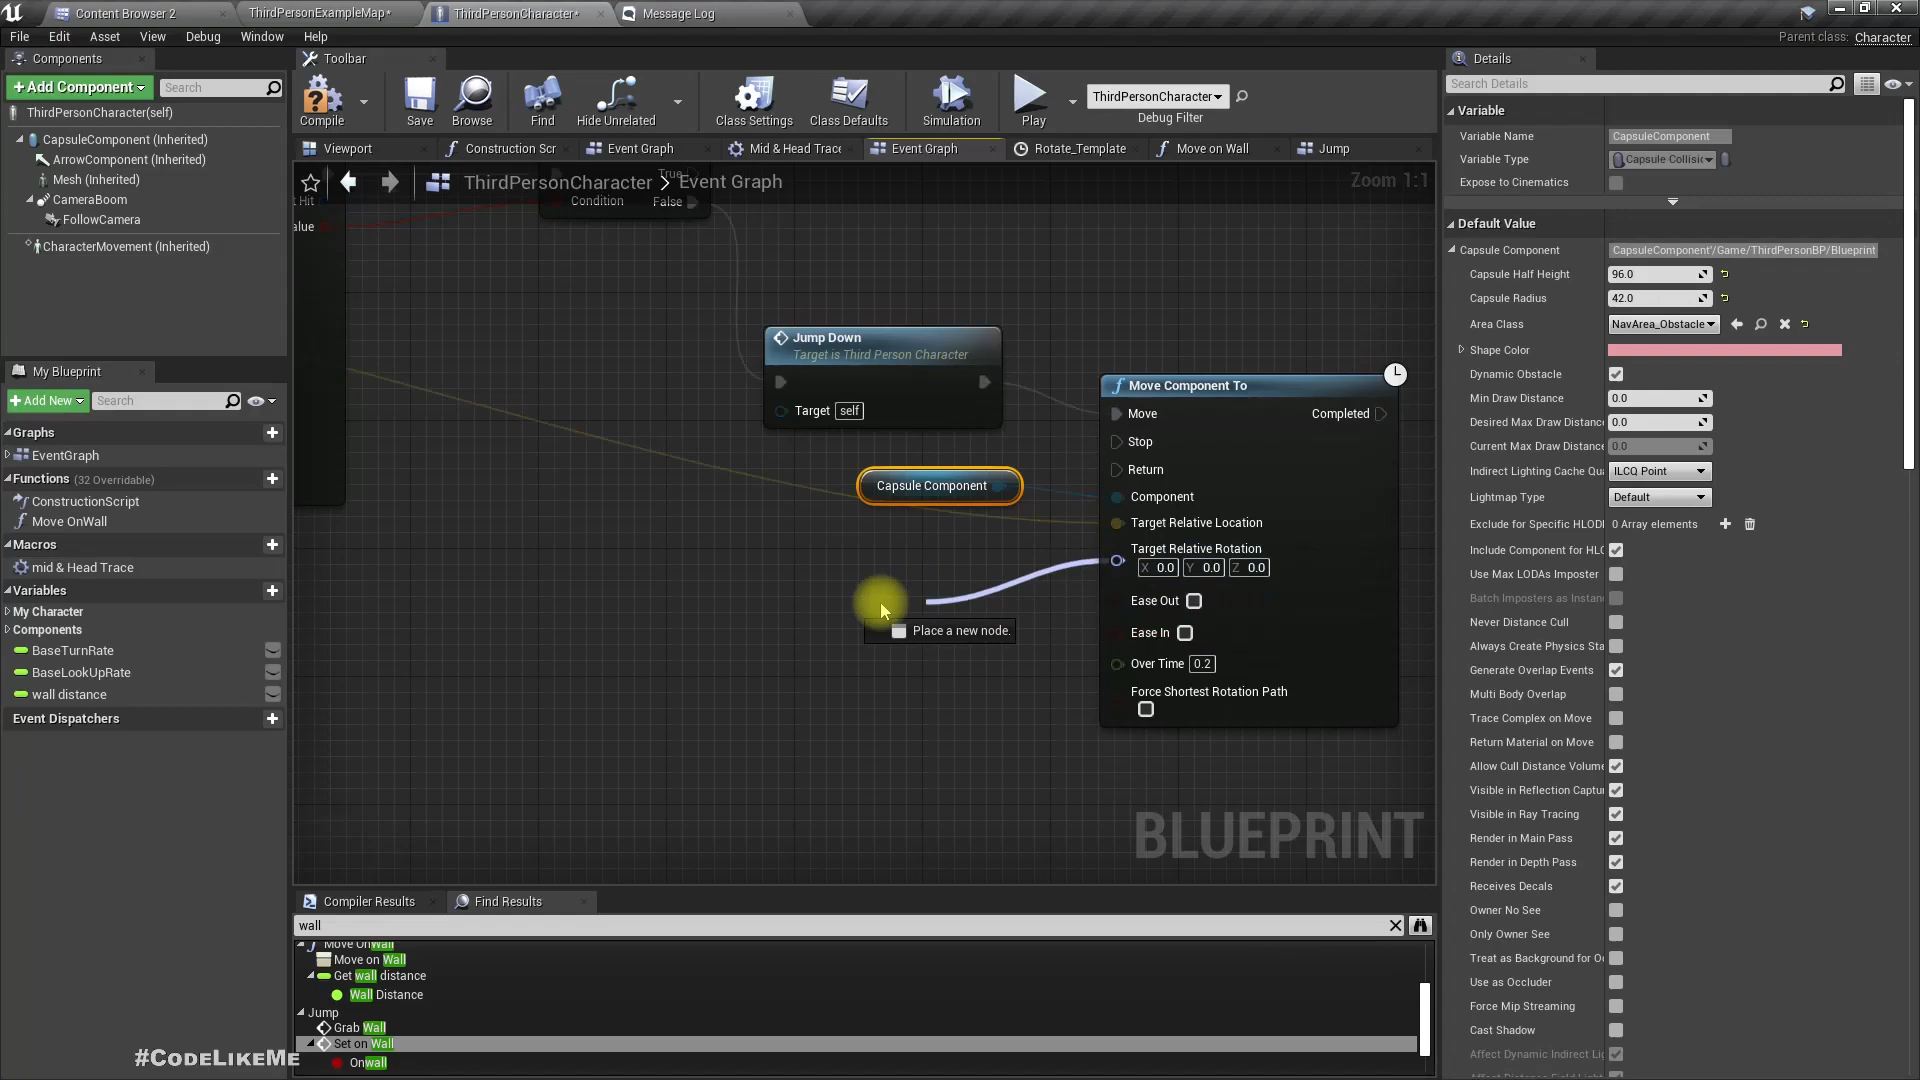 Content Browser 2
ThirdPersonExampleMap*
ThirdPersonCharacter*
Message Log
File Edit Asset View Debug Window Help
Parent class: Character
Components
+ Add Component
Search
ThirdPersonCharacter(self)
CapsuleComponent (Inherited)
ArrowComponent (Inherited)
Mesh (Inherited)
CameraBoom
FollowCamera
CharacterMovement (Inherited)
My Blueprint
+ Add New
Search
Graphs
EventGraph
Functions (32 Overridable)
ConstructionScript
Move OnWall
Macros
mid & Head Trace
Variables
My Character
Components
BaseTurnRate
BaseLookUpRate
wall distance
Event Dispatchers
Toolbar
Compile
Save
Browse
Find
Hide Unrelated
Class Settings
Class Defaults
Simulation
Play
ThirdPersonCharacter
Debug Filter
Viewport
Construction Scr
Event Graph
Mid & Head Trace
Event Graph
Rotate_Template
Move on Wall
Jump
ThirdPersonCharacter > Event Graph
Zoom 1:1
True
Condition False
t Hit
alue
Jump Down
Target is Third Person Character
Target self
Capsule Component
Place a new node.
Move Component To
Move Completed
Stop
Return
Component
Target Relative Location
Target Relative Rotation
X 0.0 Y 0.0 Z 0.0
Ease Out
Ease In
Over Time 0.2
Force Shortest Rotation Path
BLUEPRINT
Compiler Results
Find Results
wall
Move OnWall
Move on Wall
Get wall distance
Wall Distance
Jump
Grab Wall
Set on Wall
Onwall
#CodeLikeMe
Details
Search Details
Variable
Variable Name CapsuleComponent
Variable Type Capsule Collisic
Expose to Cinematics
Default Value
Capsule Component CapsuleComponent'/Game/ThirdPersonBP/Blueprint
Capsule Half Height 96.0
Capsule Radius 42.0
Area Class NavArea_Obstacle
Shape Color
Dynamic Obstacle
Min Draw Distance 0.0
Desired Max Draw Distance 0.0
Current Max Draw Distance 0.0
Indirect Lighting Cache Qua ILCQ Point
Lightmap Type Default
Exclude for Specific HLODI 0 Array elements
Include Component for HLC
Use Max LODAs Imposter
Batch Imposters as Instanc
Never Distance Cull
Always Create Physics Sta
Generate Overlap Events
Multi Body Overlap
Trace Complex on Move
Return Material on Move
Allow Cull Distance Volume
Visible in Reflection Captur
Visible in Ray Tracing
Render in Main Pass
Render in Depth Pass
Receives Decals
Owner No See
Only Owner See
Treat as Background for Oc
Use as Occluder
Force Mip Streaming
Cast Shadow
Affect Dynamic Indirect Lig